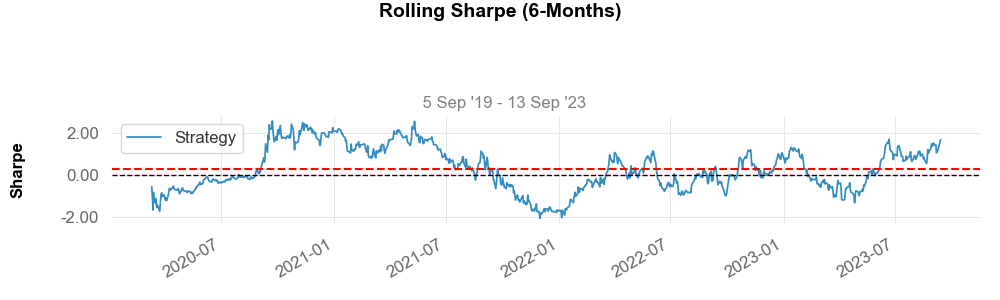 Rolling Sharpe (6-Months)
5 Sep '19 - 13 Sep '23
Sharpe
2.00
0.00
-2.00
Strategy
2020-07
2021-01
2021-07
2022-01
2022-07
2023-01
2023-07